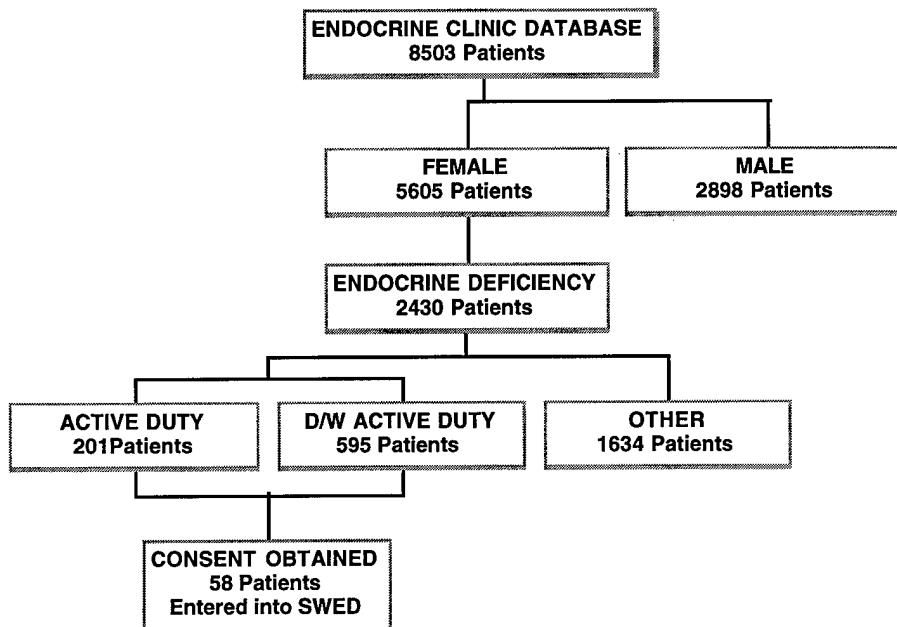 ENDOCRINE CLINIC DATABASE
8503 Patients
FEMALE
5605 Patients
MALE
2898 Patients
ENDOCRINE DEFICIENCY
2430 Patients
ACTIVE DUTY
201Patients
D/W ACTIVE DUTY
595 Patients
OTHER
1634 Patients
CONSENT OBTAINED
58 Patients
Entered into SWED